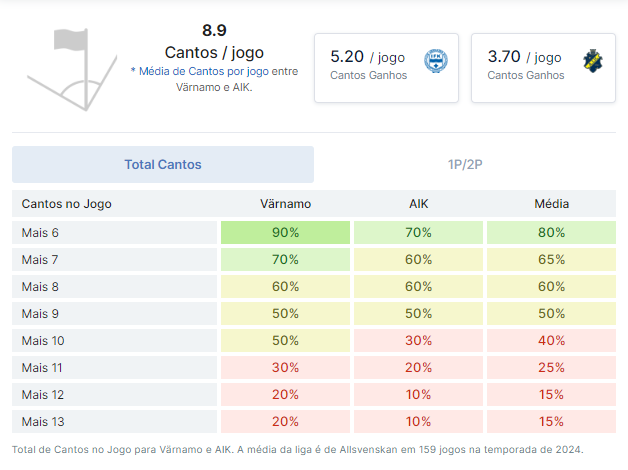 8.9
Cantos / jogo
* Média de Cantos por jogo entre
Värnamo e AIK.
5.20 / jogo
Cantos Ganhos
3.70 / jogo
Cantos Ganhos
Total Cantos
1P/2P
Cantos no Jogo Värnamo AIK Média
Mais 6 90% 70% 80%
Mais 7 70% 60% 65%
Mais 8 60% 60% 60%
Mais 9 50% 50% 50%
Mais 10 50% 30% 40%
Mais 11 30% 20% 25%
Mais 12 20% 10% 15%
Mais 13 20% 10% 15%
Total de Cantos no Jogo para Värnamo e AIK. A média da liga é de Allsvenskan em 159 jogos na temporada de 2024.